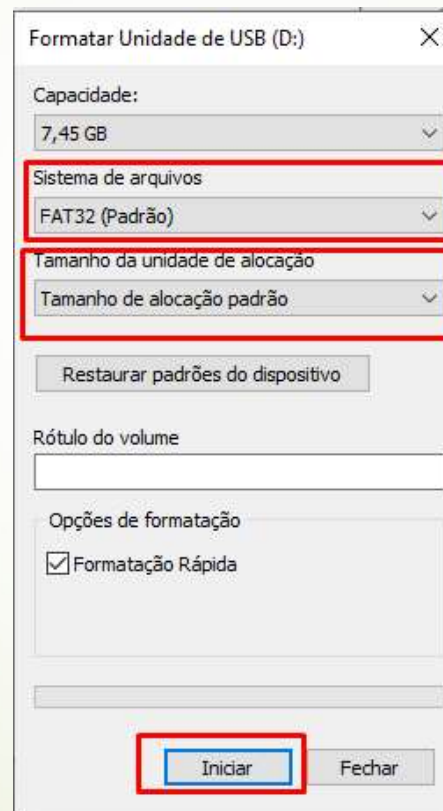 Formatar Unidade de USB (D:)
Capacidade:
7,45 GB
Sistema de arquivos
FAT32 (Padrão)
Tamanho da unidade de alocação
Tamanho de alocação padrão
Restaurar padrões do dispositivo
Rótulo do volume
Opções de formatação
Formatação Rápida
Iniciar
Fechar